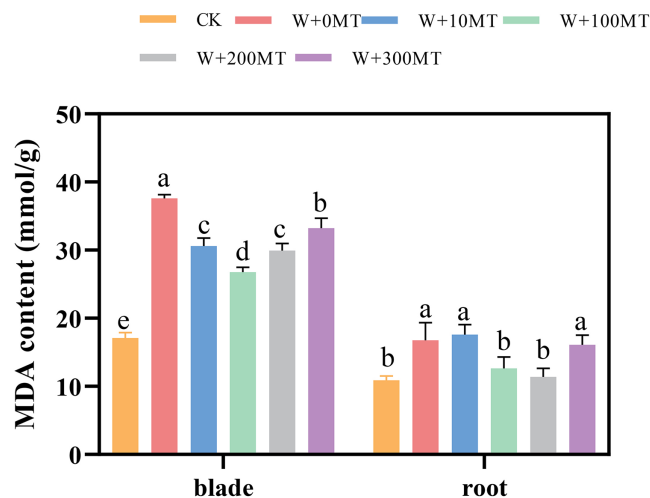 CK W+0MT W+10MT W+100MT
W+200MT W+300MT
MDA content (mmol/g)
50
40
30
20
10
0
e a c d c b
b a a b b a
blade root